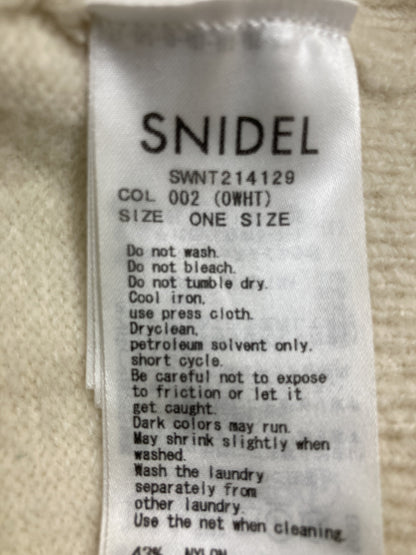 SNIDEL
SWNT214129
COL 002 (OWHT)
SIZE ONE SIZE
Do not wash.
Do not bleach.
Do not tumble dry.
Cool iron,
use press cloth.
Dryclean,
petroleum solvent only.
short cycle.
Be careful not to expose
to friction or let it
get caught.
Dark colors may run.
May shrink slightly when
washed.
Wash the laundry
separately from
other laundry.
Use the net when cleaning.
42% NYLON